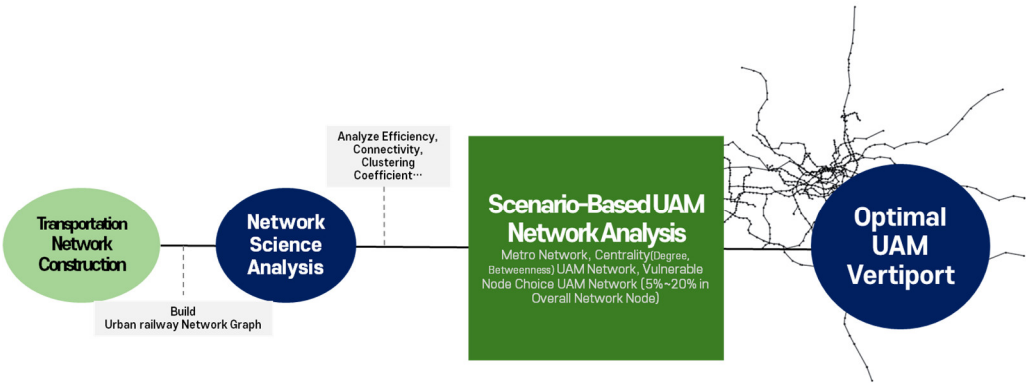 Transportation
Network
Construction
Build
Urban railway Network Graph
Network
Science
Analysis
Analyze Efficiency,
Connectivity,
Clustering
Coefficient···
Scenario-Based UAM
Network Analysis
Metro Network, Centrality(Degree,
Betweenness) UAM Network, Vulnerable
Node Choice UAM Network (5%~20% in
Overall Network Node)
Optimal
UAM
Vertiport